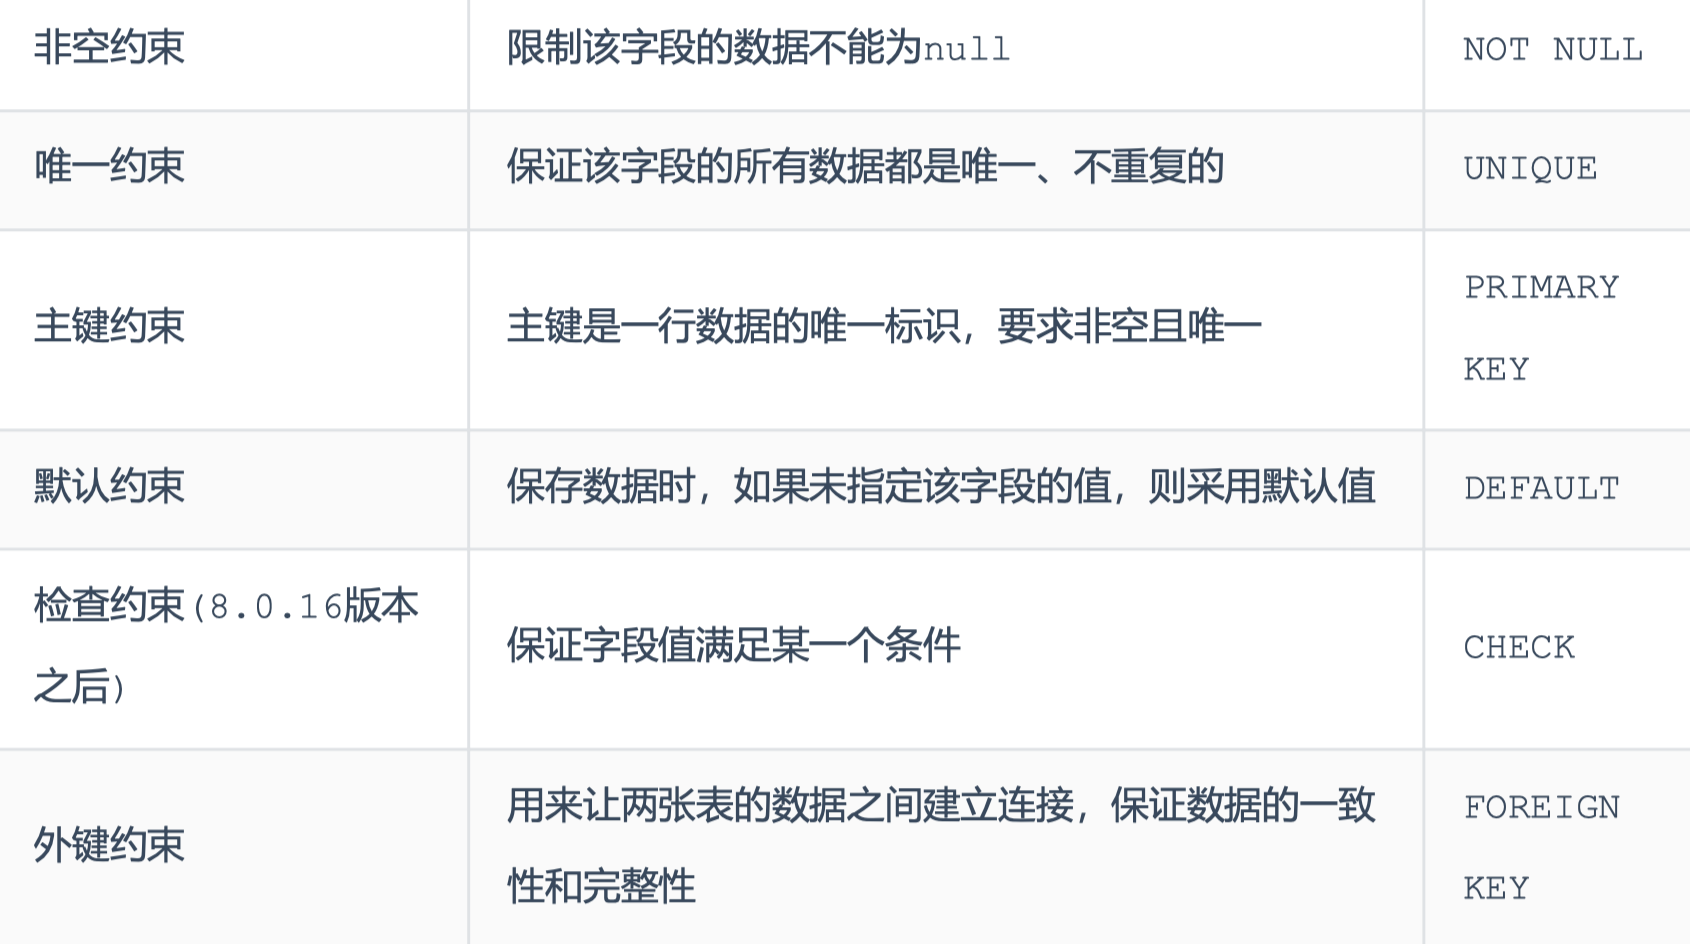 非空约束
限制该字段的数据不能为null
NOT NULL
唯一约束
保证该字段的所有数据都是唯一、不重复的
UNIQUE
主键约束
主键是一行数据的唯一标识，要求非空且唯一
PRIMARY
KEY
默认约束
保存数据时，如果未指定该字段的值，则采用默认值
DEFAULT
检查约束(8.0.16版本
之后)
保证字段值满足某一个条件
CHECK
外键约束
用来让两张表的数据之间建立连接，保证数据的一致
性和完整性
FOREIGN
KEY